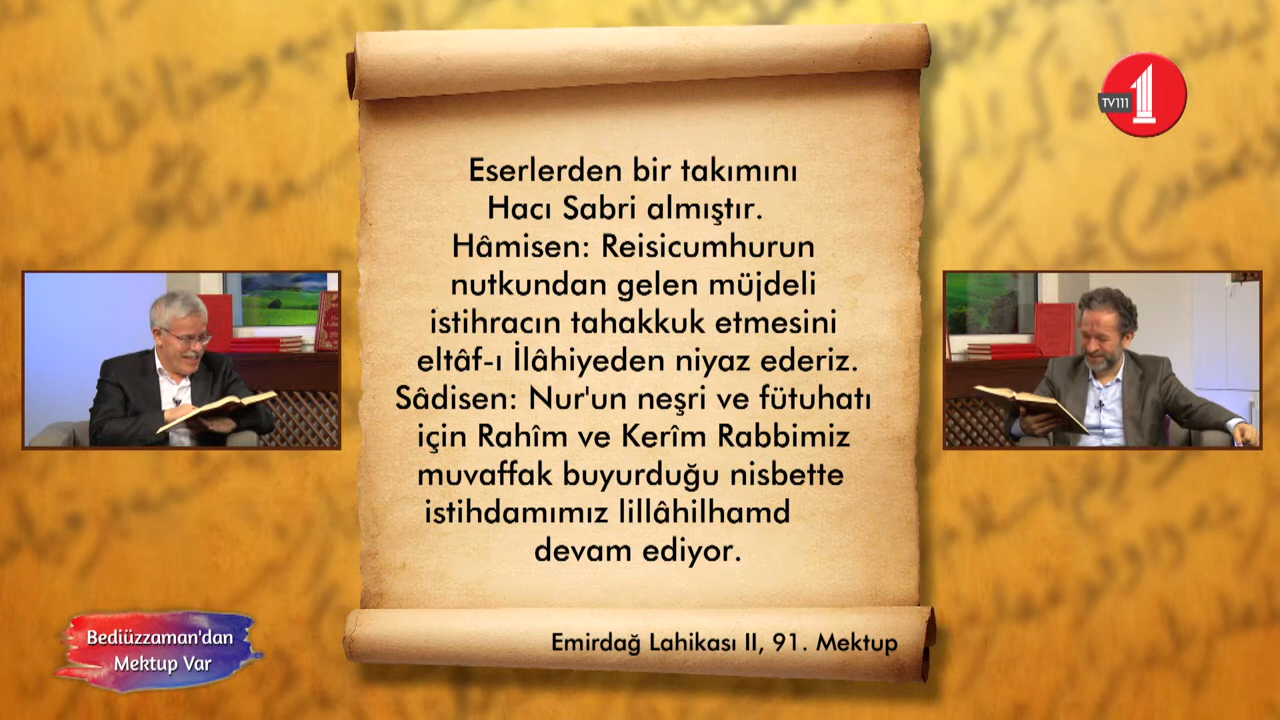 TV111
1
Eserlerden bir takımını
Hacı Sabri almıştır.
Hâmisen: Reisicumhurun
nutkundan gelen müjdeli
istihracın tahakkuk etmesini
eltâf-ı İlâhiyeden niyaz ederiz.
Sâdisen: Nur'un neşri ve fütuhatı
için Rahîm ve Kerîm Rabbimiz
muvaffak buyurduğu nisbette
istihdamımız lillâhilhamd
devam ediyor.
Emirdağ Lahikası II, 91. Mektup
Bediüzzaman'dan
Mektup Var